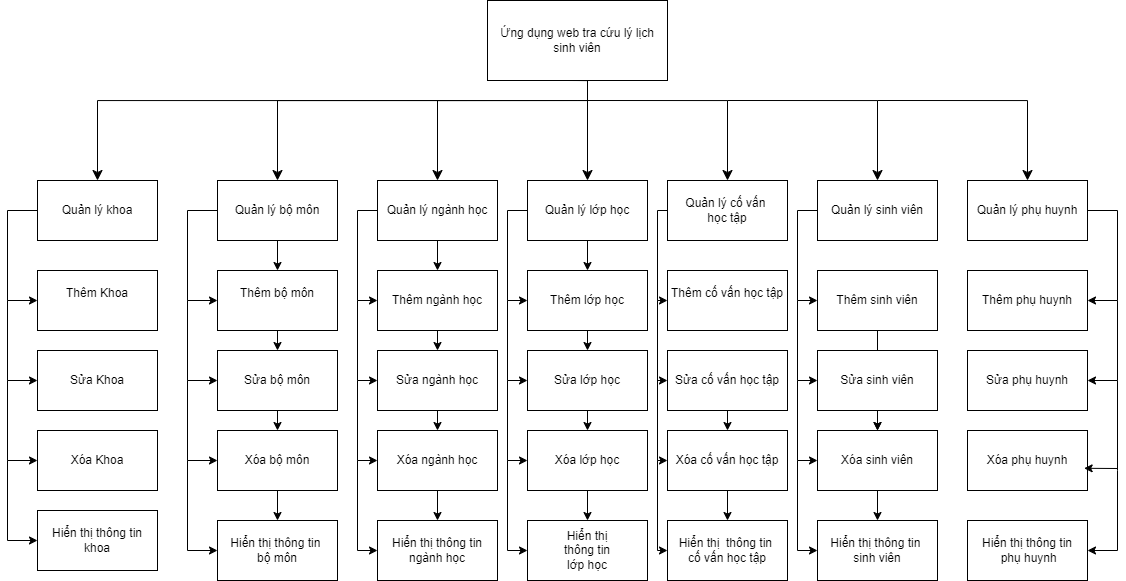 Ứng dụng web tra cứu lý lịch
sinh viên
Quản lý khoa
Quản lý bộ môn
Quản lý ngành học
Quản lý lớp học
Quản lý cố vấn
học tập
Quản lý sinh viên
Quản lý phụ huynh
Thêm Khoa
Thêm bộ môn
Thêm ngành học
Thêm lớp học
Thêm cố vấn học tập
Thêm sinh viên
Thêm phụ huynh
Sửa Khoa
Sửa bộ môn
Sửa ngành học
Sửa lớp học
Sửa cố vấn học tập
Sửa sinh viên
Sửa phụ huynh
Xóa Khoa
Xóa bộ môn
Xóa ngành học
Xóa lớp học
Xóa cố vấn học tập
Xóa sinh viên
Xóa phụ huynh
Hiển thị thông tin
khoa
Hiển thị thông tin
bộ môn
Hiển thị thông tin
ngành học
Hiển thị
thông tin
lớp học
Hiển thị thông tin
cố vấn học tập
Hiển thị thông tin
sinh viên
Hiển thị thông tin
phụ huynh